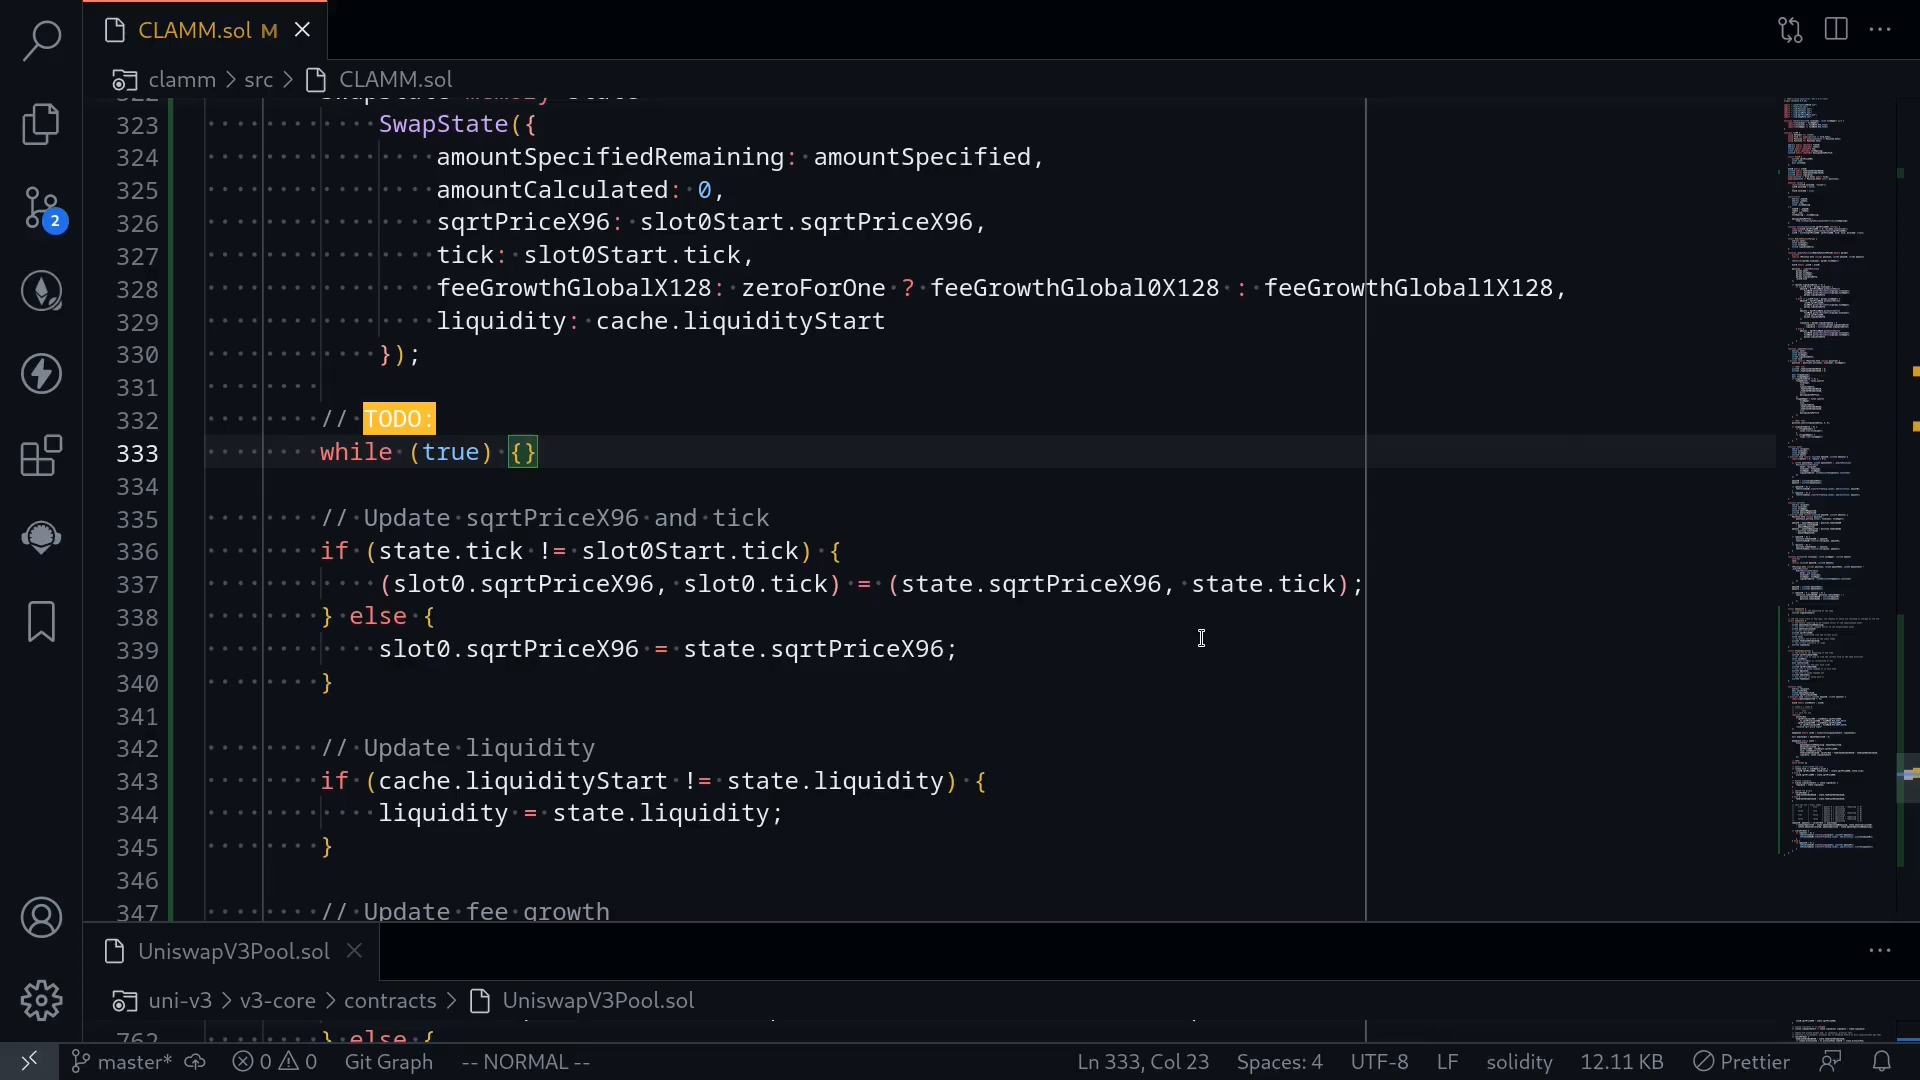 CLAMM.sol M
clamm > src > CLAMM.sol
323 SwapState({
324 amountSpecifiedRemaining: amountSpecified,
325 amountCalculated: 0,
326 sqrtPriceX96: slot0Start.sqrtPriceX96,
327 tick: slot0Start.tick,
328 feeGrowthGlobalX128: zeroForOne ? feeGrowthGlobal0X128 : feeGrowthGlobal1X128,
329 liquidity: cache.liquidityStart
330 });
331
332 // TODO:
333 while (true) {}
334
335 // Update sqrtPriceX96 and tick
336 if (state.tick != slot0Start.tick) {
337 (slot0.sqrtPriceX96, slot0.tick) = (state.sqrtPriceX96, state.tick);
338 } else {
339 slot0.sqrtPriceX96 = state.sqrtPriceX96;
340 }
341
342 // Update liquidity
343 if (cache.liquidityStart != state.liquidity) {
344 liquidity = state.liquidity;
345 }
346
347 // Update fee growth
2
UniswapV3Pool.sol
uni-v3 > v3-core > contracts > UniswapV3Pool.sol
762 } else {
master* 0 0 Git Graph -- NORMAL -- Ln 333, Col 23 Spaces: 4 UTF-8 LF solidity 12.11 KB Prettier